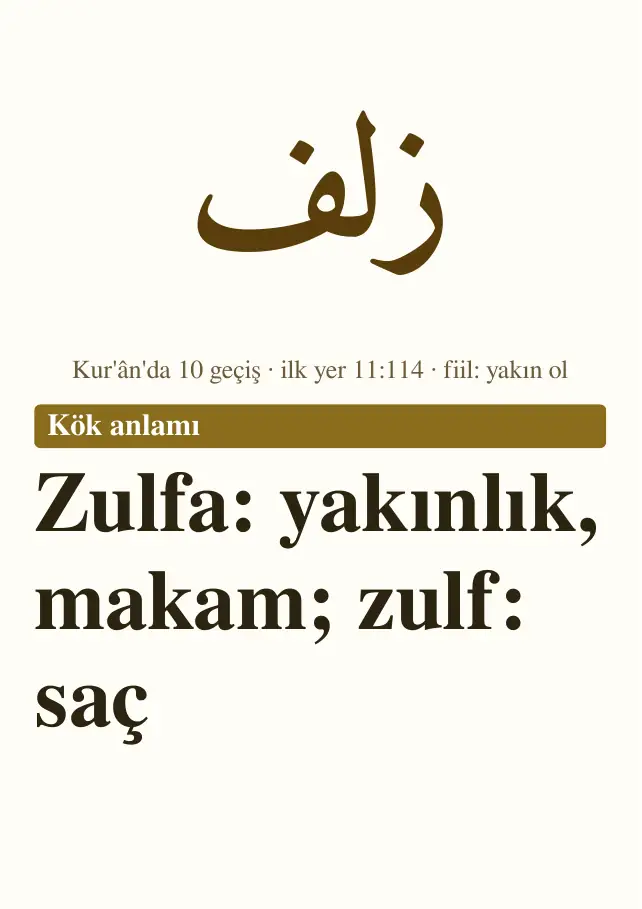 زلف
Kur'ân'da 10 geçiş · ilk yer 11:114 · fiil: yakın ol
Kök anlamı
Zulfa: yakınlık,
makam; zulf:
saç